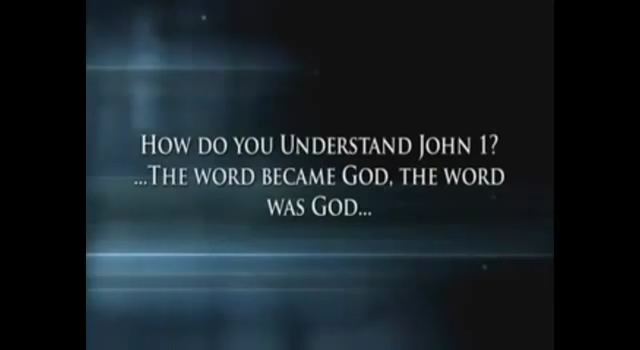 How do you Understand John 1?
...The word became God, the word
was God...